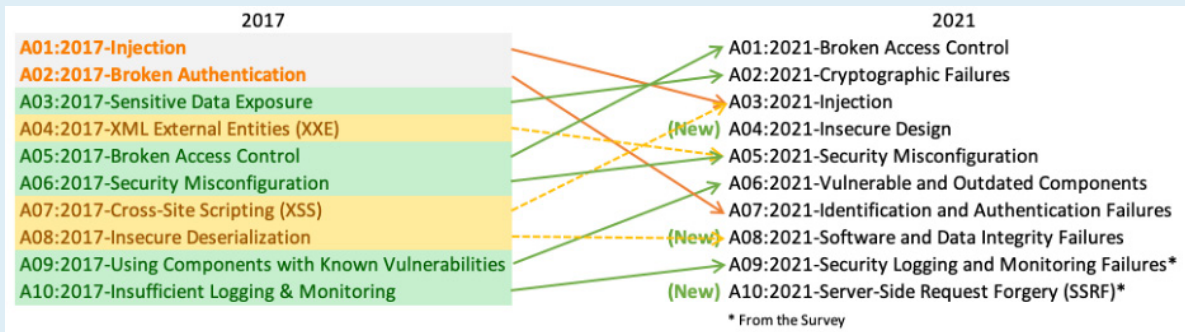 2017
A01:2017-Injection
A02:2017-Broken Authentication
A03:2017-Sensitive Data Exposure
A04:2017-XML External Entities (XXE)
A05:2017-Broken Access Control
A06:2017-Security Misconfiguration
A07:2017-Cross-Site Scripting (XSS)
A08:2017-Insecure Deserialization
A09:2017-Using Components with Known Vulnerabilities
A10:2017-Insufficient Logging & Monitoring
2021
A01:2021-Broken Access Control
A02:2021-Cryptographic Failures
A03:2021-Injection
(New) A04:2021-Insecure Design
A05:2021-Security Misconfiguration
A06:2021-Vulnerable and Outdated Components
A07:2021-Identification and Authentication Failures
(New) A08:2021-Software and Data Integrity Failures
A09:2021-Security Logging and Monitoring Failures*
(New) A10:2021-Server-Side Request Forgery (SSRF)*
* From the Survey